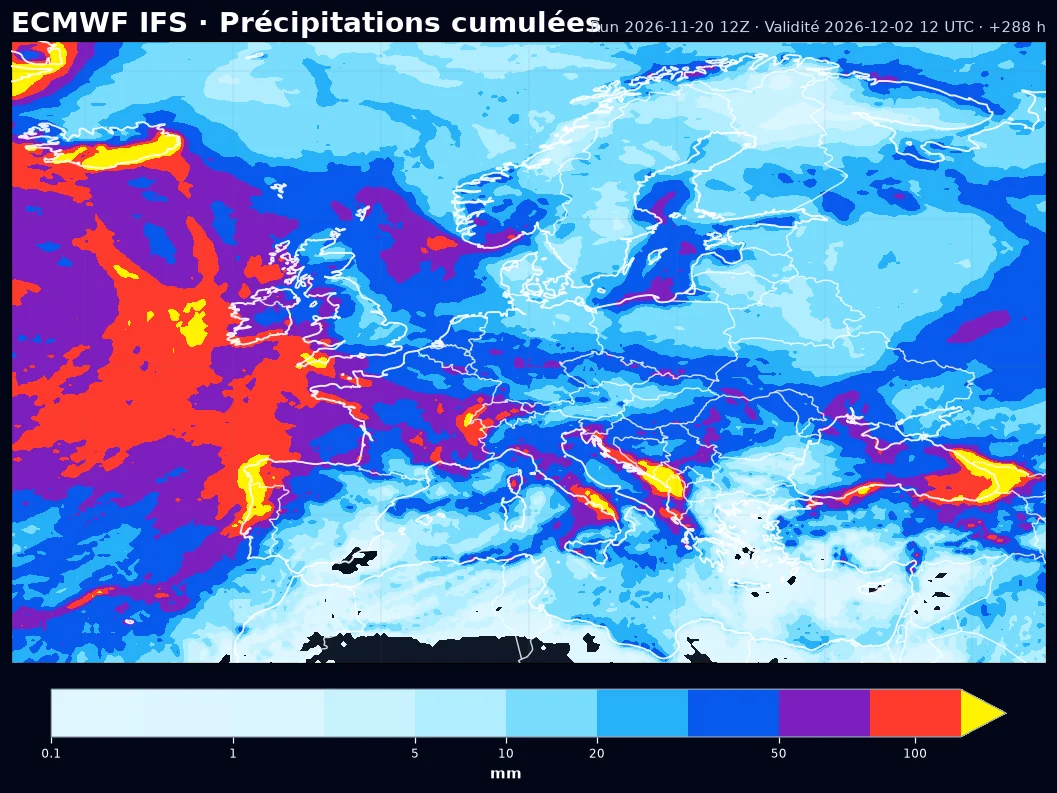 ECMWF IFS · Précipitations cumulées
Run 2026-11-20 12Z · Validité 2026-12-02 12 UTC · +288 h
0.1 1 5 10 20 50 100
mm